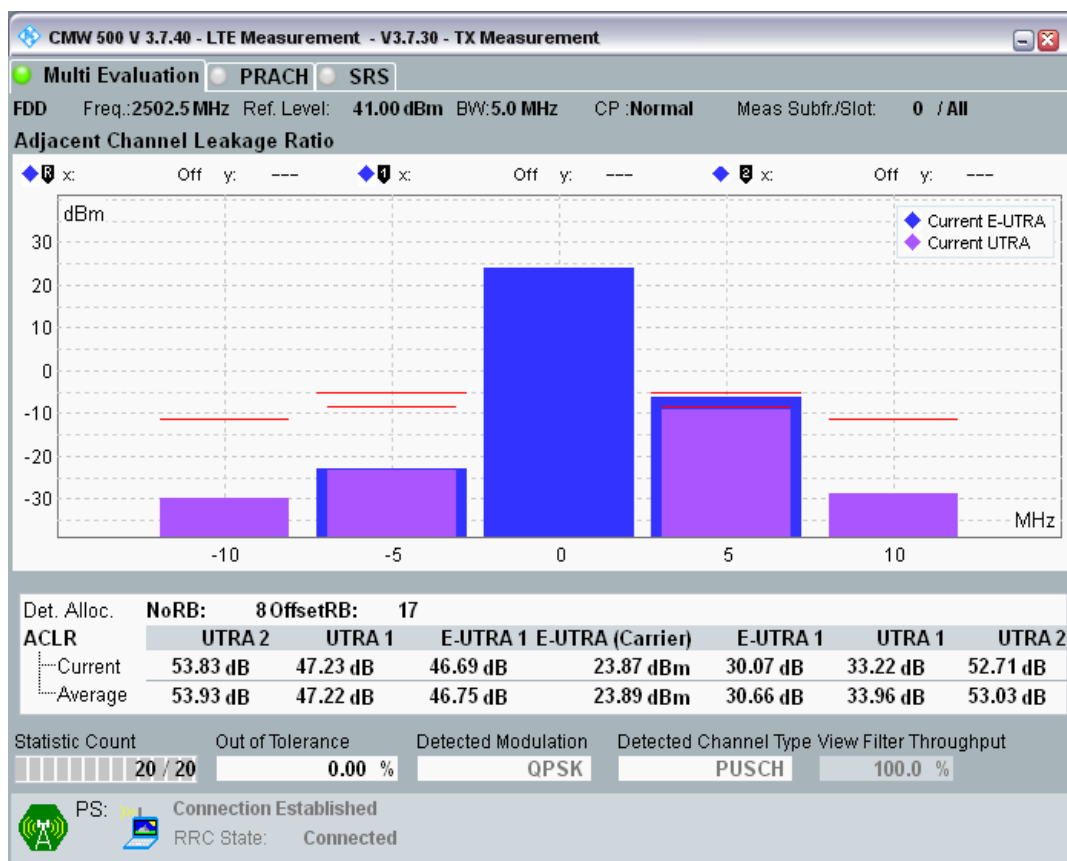 CMW 500 V 3.7.40 - LTE Measurement - V3.7.30 - TX Measurement
Multi Evaluation PRACH SRS
FDD Freq.:2502.5 MHz Ref. Level: 41.00 dBm BW:5.0 MHz CP :Normal Meas Subfr./Slot: 0 / All
Adjacent Channel Leakage Ratio
R x: Off y: --- 1 x: Off y: --- 2 x: Off y: ---
dBm
Current E-UTRA
Current UTRA
30
20
10
0
-10
-20
-30
MHz
-10 -5 0 5 10
Det. Alloc. NoRB: 8 OffsetRB: 17
ACLR UTRA 2 UTRA 1 E-UTRA 1 E-UTRA (Carrier) E-UTRA 1 UTRA 1 UTRA 2
Current 53.83 dB 47.23 dB 46.69 dB 23.87 dBm 30.07 dB 33.22 dB 52.71 dB
Average 53.93 dB 47.22 dB 46.75 dB 23.89 dBm 30.66 dB 33.96 dB 53.03 dB
Statistic Count Out of Tolerance Detected Modulation Detected Channel Type View Filter Throughput
20 / 20 0.00 % QPSK PUSCH 100.0 %
PS: Connection Established
RRC State: Connected